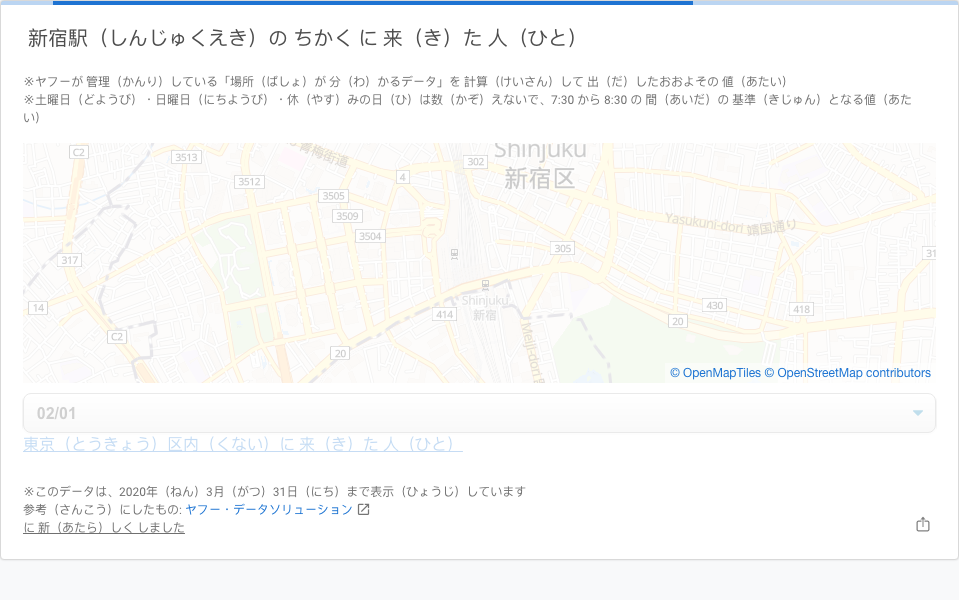 新宿駅（しんじゅくえき）の ちかく に 来（き）た 人（ひと）
※ヤフーが 管理（かんり）している「場所（ばしょ）が 分（わ）かるデータ」を 計算（けいさん）して 出（だ）したおおよその 値（あたい）
※土曜日（どようび）・日曜日（にちようび）・休（やす）みの日（ひ）は数（かぞ）えないで、7:30 から 8:30 の 間（あいだ）の 基準（きじゅん）となる値（あた
い）
C2
3513
青梅街道
302
Shinjuku
新宿区
4
3512
3505
3509
3504
Yasukuni-dori 靖国通り
305
317
31
14
414
Shinjuku
新宿
430
418
20
C2
20
Meiji-dori
© OpenMapTiles © OpenStreetMap contributors
02/01
東京（とうきょう）区内（くない）に 来（き）た 人（ひと）
※このデータは、2020年（ねん）3月（がつ）31日（にち）まで表示（ひょうじ）しています
参考（さんこう）にしたもの: ヤフー・データソリューション
に 新（あたら）しく しました